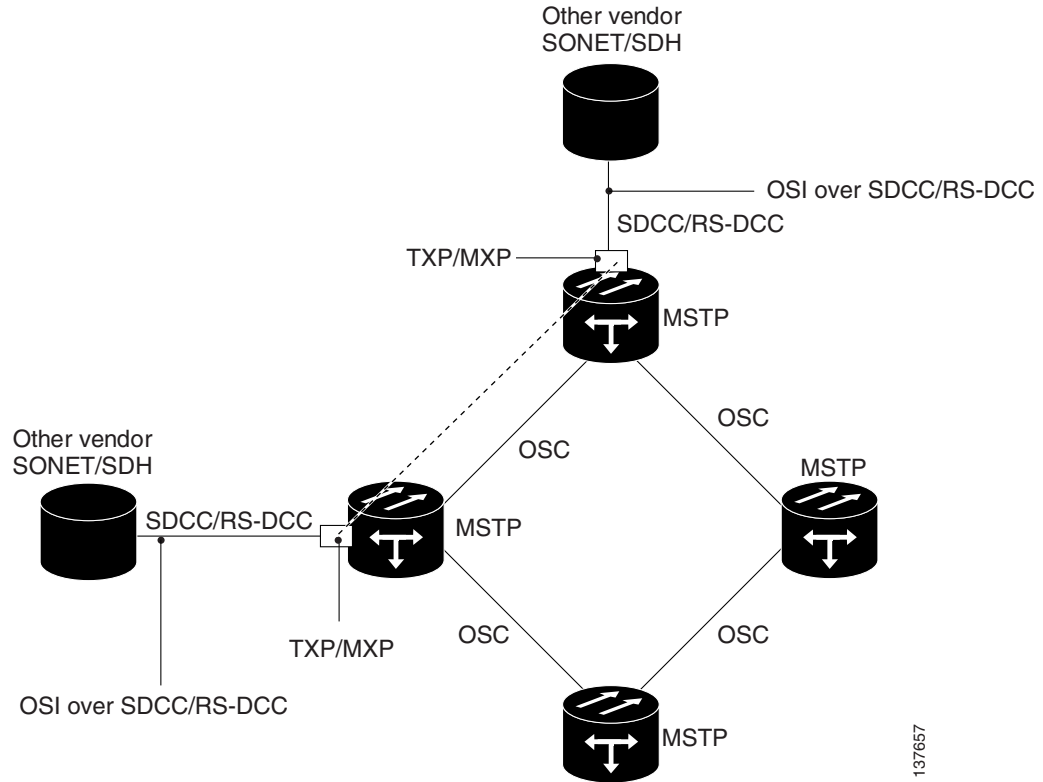 Other vendor
SONET/SDH
OSI over SDCC/RS-DCC
SDCC/RS-DCC
TXP/MXP
MSTP
OSC
OSC
MSTP
Other vendor
SONET/SDH
SDCC/RS-DCC
MSTP
TXP/MXP
OSC
OSC
OSI over SDCC/RS-DCC
MSTP
137657